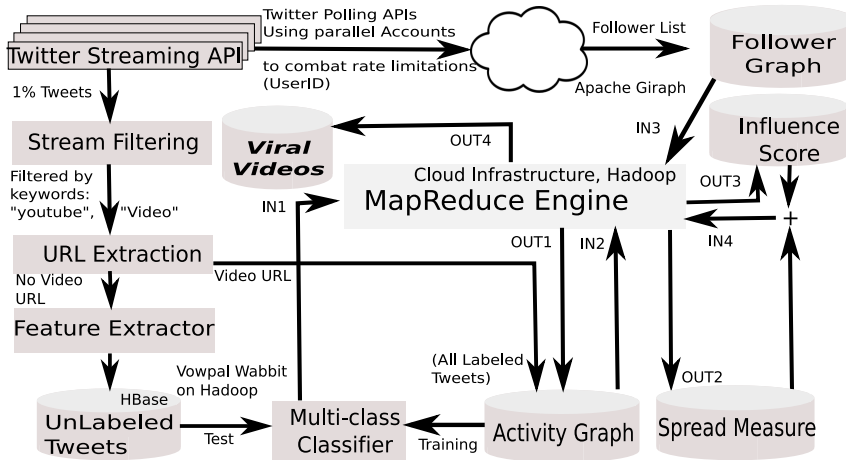 Twitter Streaming API
Twitter Polling APIs
Using parallel Accounts
to combat rate limitations
(UserID)
Follower List
Apache Giraph
Follower
Graph
1% Tweets
Stream Filtering
Viral
Videos
OUT4
IN3
Influence
Score
Filtered by
keywords:
"youtube", "Video"
IN1
Cloud Infrastructure, Hadoop
MapReduce Engine
OUT3
+
IN4
URL Extraction
Video URL
OUT1
IN2
No Video
URL
Feature Extractor
Vowpal Wabbit
on Hadoop
(All Labeled
Tweets)
OUT2
HBase
UnLabeled
Tweets
Test
Multi-class
Classifier
Training
Activity Graph
Spread Measure